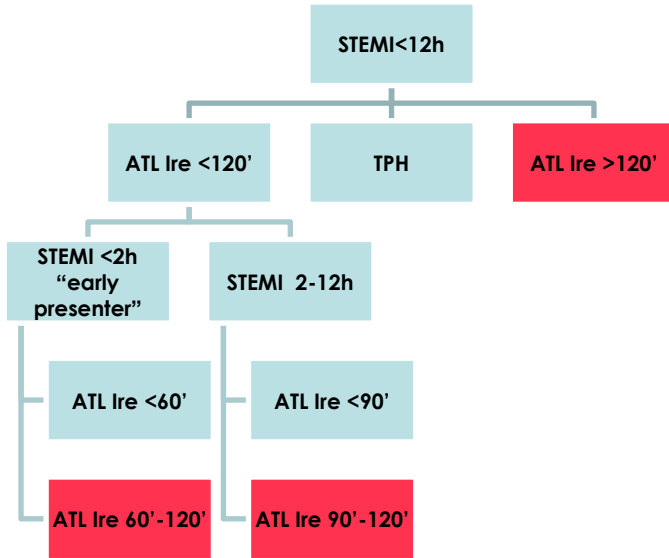 STEMI<12h
ATL Ire <120’
TPH
ATL Ire >120’
STEMI <2h
“early
presenter”
STEMI  2-12h
ATL Ire <60’
ATL Ire <90’
ATL Ire 60’-120’
ATL Ire 90’-120’